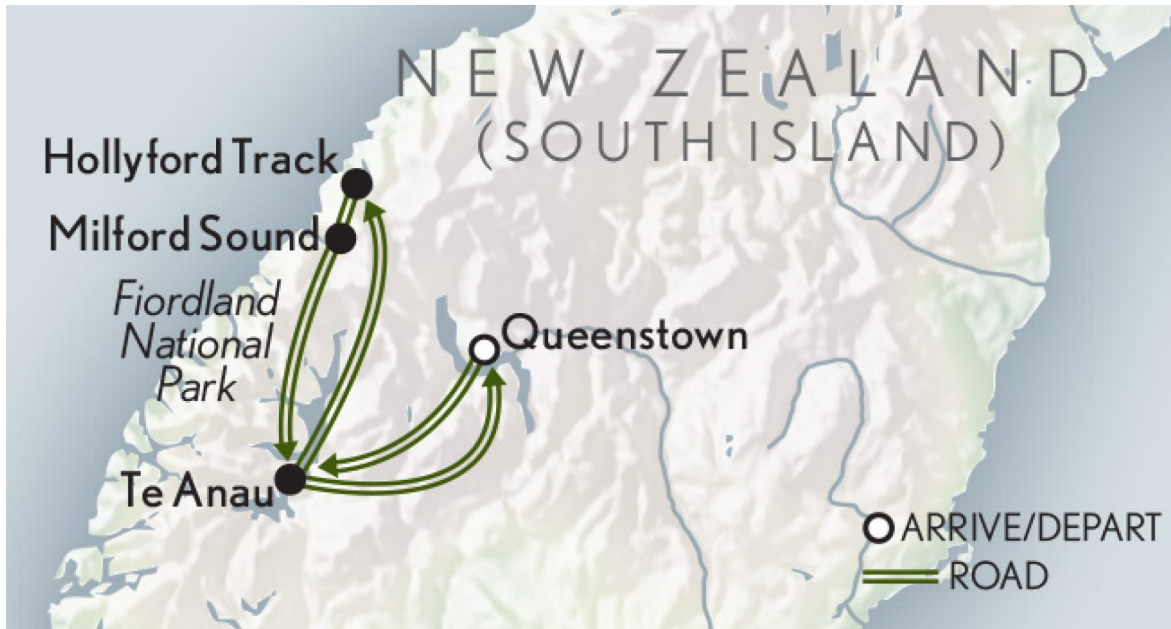 NEW ZEALAND
(SOUTH ISLAND)
Hollyford Track
Milford Sound
Fiordland
National
Park
Queenstown
Te Anau
ARRIVE/DEPART
ROAD